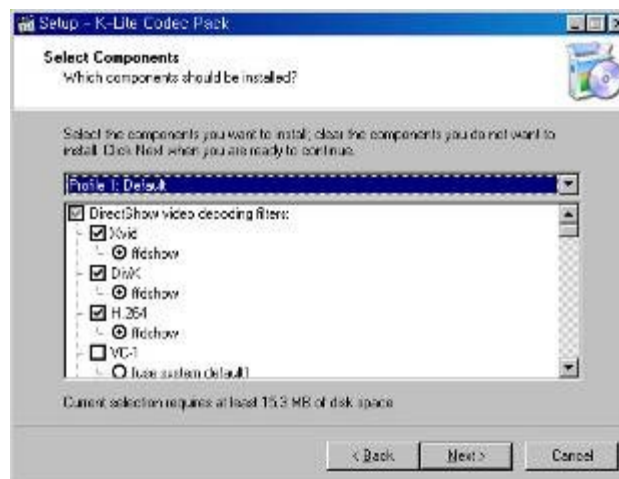 Setup - K-Lite Codec Pack
Select Components
Which components should be installed?
Select the components you want to install; clear the components you do not want to
install. Click Next when you are ready to continue.
Profile 1: Default
DirectShow video decoding filters:
Xvid
ffdshow
DivX
ffdshow
H.264
ffdshow
VC-1
[use system default]
Current selection requires at least 15.3 MB of disk space.
< Back
Next >
Cancel